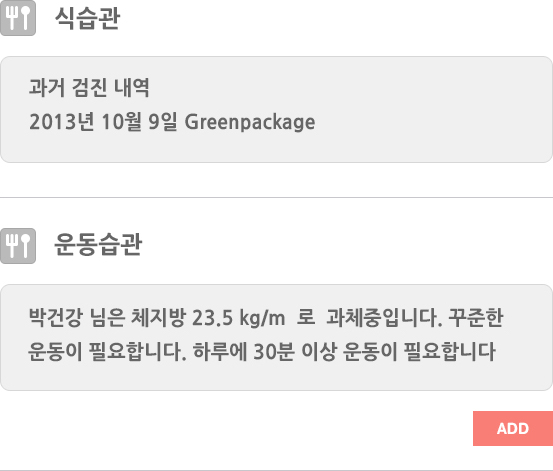 식습관
과거 검진 내역
2013년 10월 9일 Greenpackage
운동습관
박건강 님은 체지방 23.5 kg/m 로 과체중입니다. 꾸준한
운동이 필요합니다. 하루에 30분 이상 운동이 필요합니다
ADD